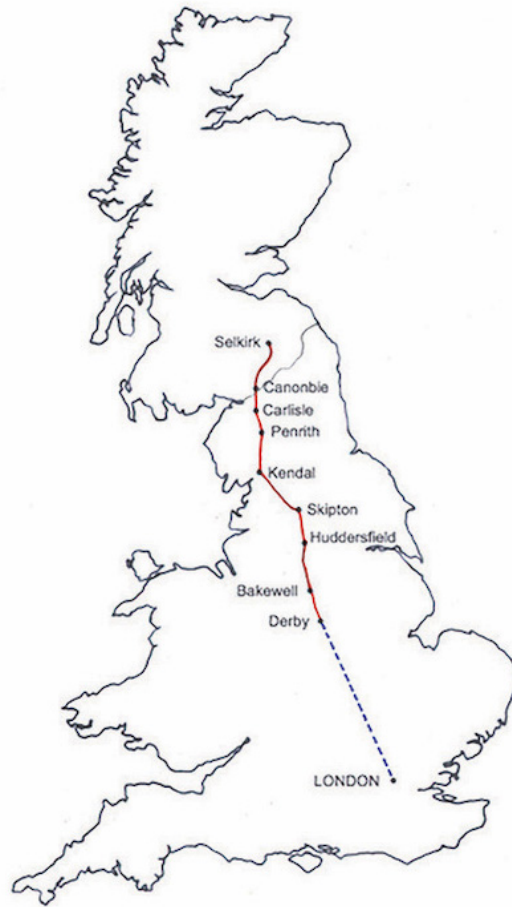 Selkirk
Canonbie
Carlisle
Penrith
Kendal
Skipton
Huddersfield
Bakewell
Derby
LONDON